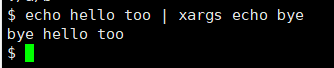 $ echo hello too | xargs echo bye
bye hello too
$